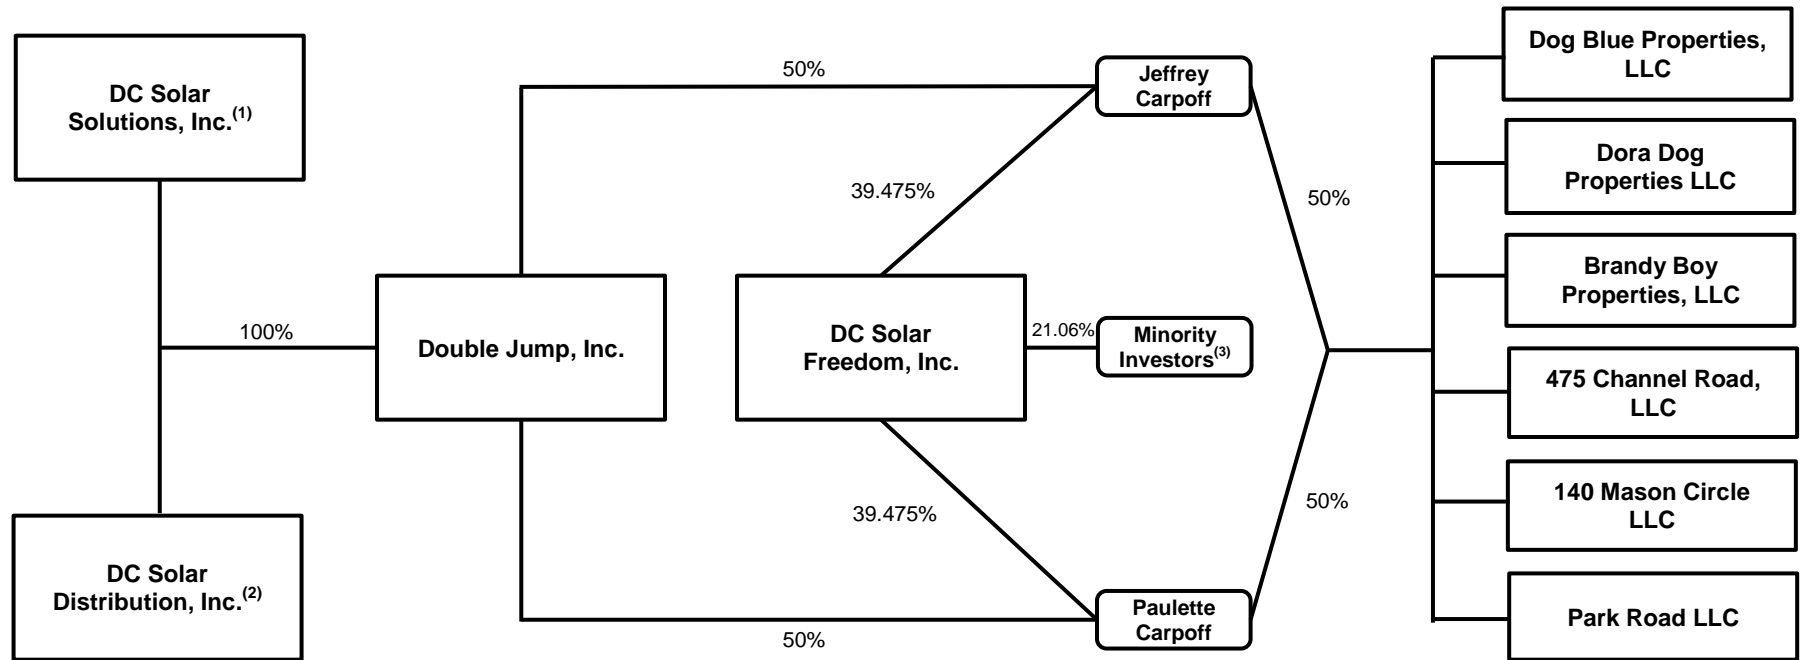 DC Solar
Solutions, Inc.(1)
DC Solar
Distribution, Inc.(2)
100%
Double Jump, Inc.
50%
50%
39.475%
39.475%
DC Solar
Freedom, Inc.
21.06%
Jeffrey
Carpoff
Minority
Investors(3)
Paulette
Carpoff
50%
50%
Dog Blue Properties,
LLC
Dora Dog
Properties LLC
Brandy Boy
Properties, LLC
475 Channel Road,
LLC
140 Mason Circle
LLC
Park Road LLC